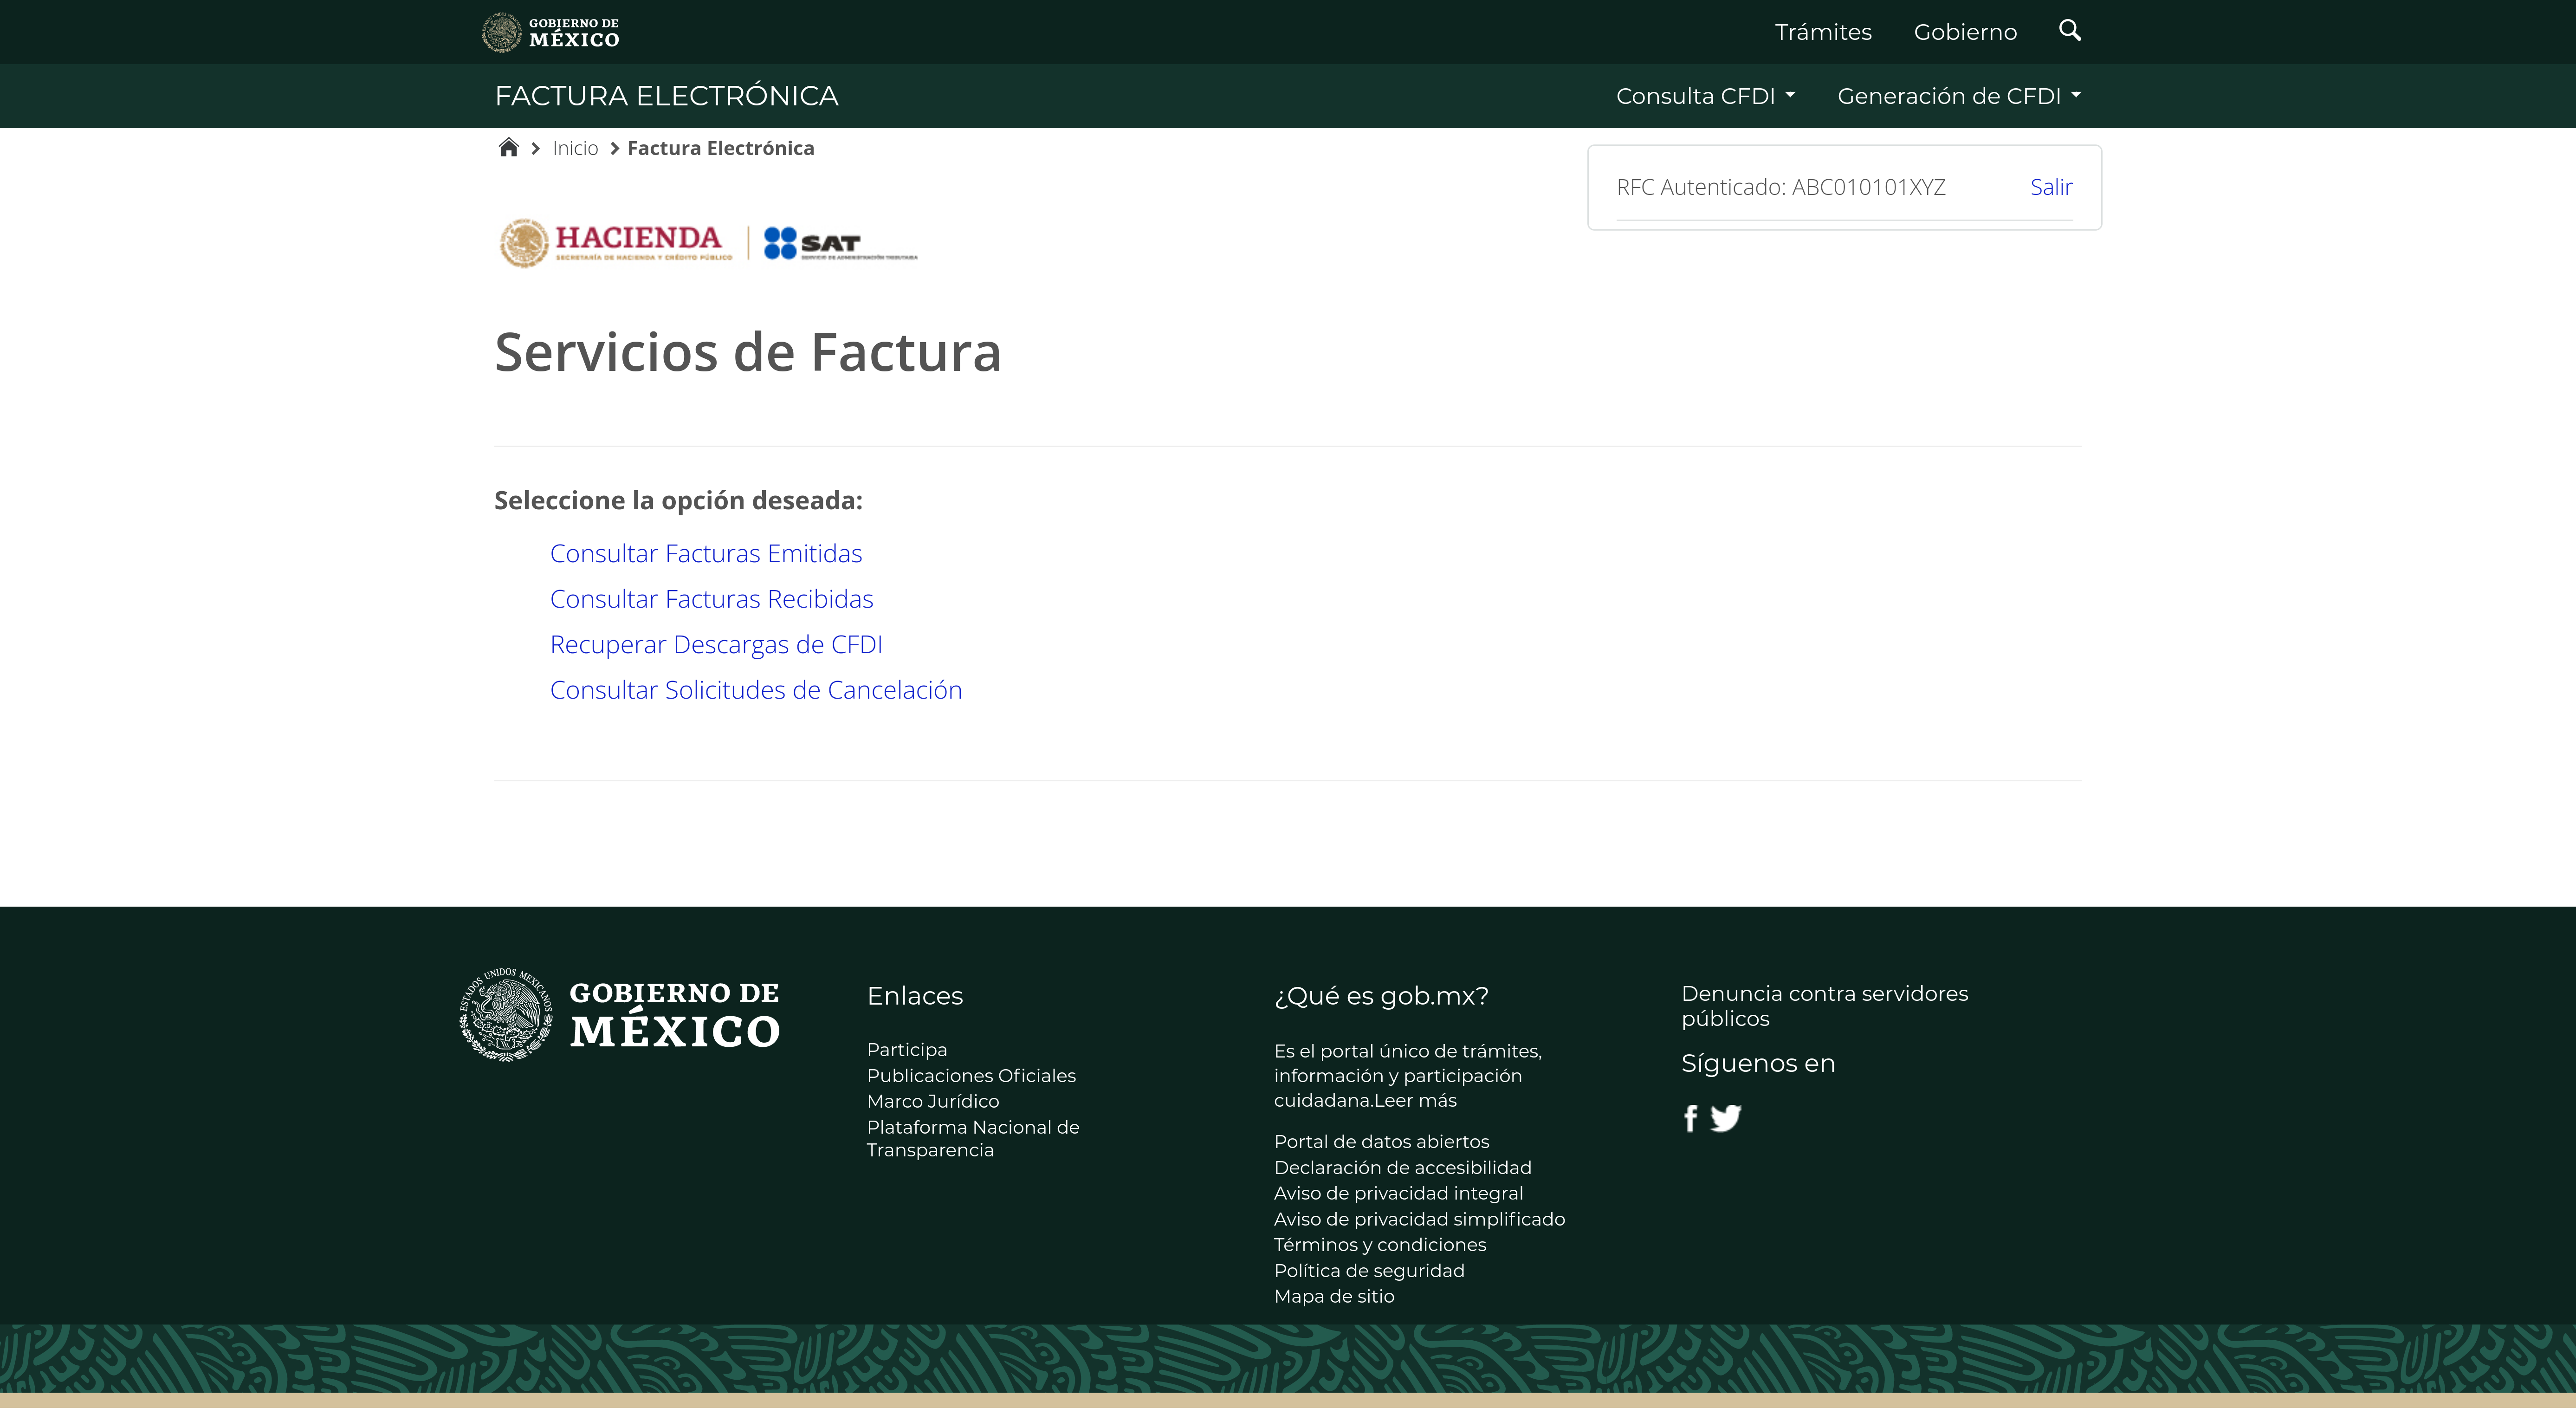 GOBIERNO DE
MÉXICO
Trámites
Gobierno
FACTURA ELECTRÓNICA
Consulta CFDI
Generación de CFDI
Inicio
Factura Electrónica
RFC Autenticado: ABC010101XYZ
Salir
HACIENDA
SECRETARÍA DE HACIENDA Y CRÉDITO PÚBLICO
SAT
SERVICIO DE ADMINISTRACIÓN TRIBUTARIA
Servicios de Factura
Seleccione la opción deseada:
Consultar Facturas Emitidas
Consultar Facturas Recibidas
Recuperar Descargas de CFDI
Consultar Solicitudes de Cancelación
ESTADOS UNIDOS MEXICANOS
GOBIERNO DE
MÉXICO
Enlaces
Participa
Publicaciones Oficiales
Marco Jurídico
Plataforma Nacional de
Transparencia
¿Qué es gob.mx?
Es el portal único de trámites,
información y participación
cuidadana.Leer más
Portal de datos abiertos
Declaración de accesibilidad
Aviso de privacidad integral
Aviso de privacidad simplificado
Términos y condiciones
Política de seguridad
Mapa de sitio
Denuncia contra servidores
públicos
Síguenos en